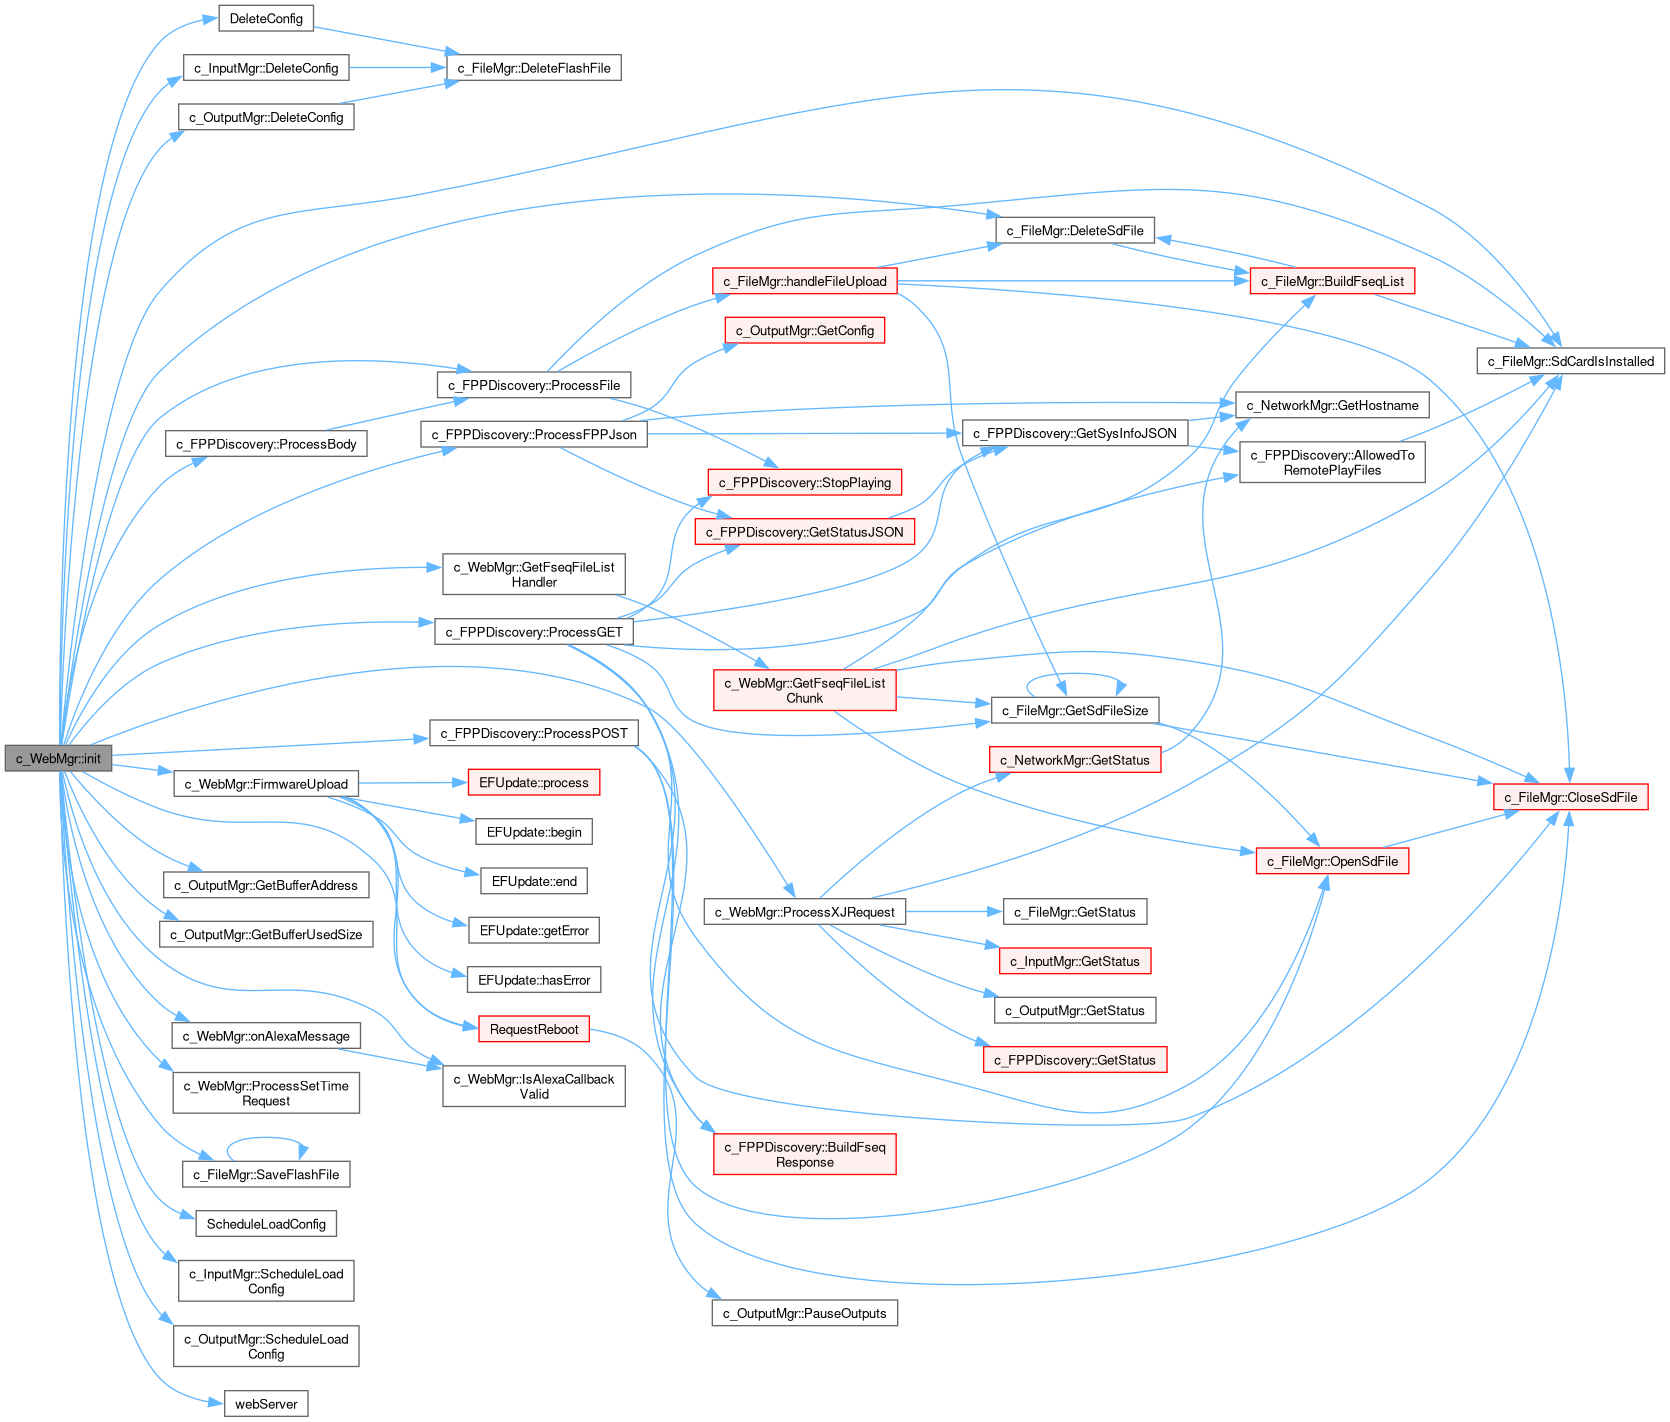 DeleteConfig
c_InputMgr::DeleteConfig
c_FileMgr::DeleteFlashFile
c_OutputMgr::DeleteConfig
c_FileMgr::DeleteSdFile
c_FileMgr::handleFileUpload
c_FileMgr::BuildFseqList
c_OutputMgr::GetConfig
c_FileMgr::SdCardIsInstalled
c_FPPDiscovery::ProcessFile
c_NetworkMgr::GetHostname
c_FPPDiscovery::ProcessBody
c_FPPDiscovery::ProcessFPPJson
c_FPPDiscovery::GetSysInfoJSON
c_FPPDiscovery::AllowedTo
RemotePlayFiles
c_FPPDiscovery::StopPlaying
c_FPPDiscovery::GetStatusJSON
c_WebMgr::GetFseqFileList
Handler
c_FPPDiscovery::ProcessGET
c_WebMgr::GetFseqFileList
Chunk
c_FileMgr::GetSdFileSize
c_FPPDiscovery::ProcessPOST
c_WebMgr::init
c_NetworkMgr::GetStatus
c_WebMgr::FirmwareUpload
EFUpdate::process
c_FileMgr::CloseSdFile
EFUpdate::begin
c_FileMgr::OpenSdFile
c_OutputMgr::GetBufferAddress
EFUpdate::end
c_WebMgr::ProcessXJRequest
c_FileMgr::GetStatus
c_OutputMgr::GetBufferUsedSize
EFUpdate::getError
c_InputMgr::GetStatus
EFUpdate::hasError
c_OutputMgr::GetStatus
c_WebMgr::onAlexaMessage
RequestReboot
c_FPPDiscovery::GetStatus
c_WebMgr::IsAlexaCallback
Valid
c_WebMgr::ProcessSetTime
Request
c_FPPDiscovery::BuildFseq
Response
c_FileMgr::SaveFlashFile
ScheduleLoadConfig
c_InputMgr::ScheduleLoad
Config
c_OutputMgr::PauseOutputs
c_OutputMgr::ScheduleLoad
Config
webServer